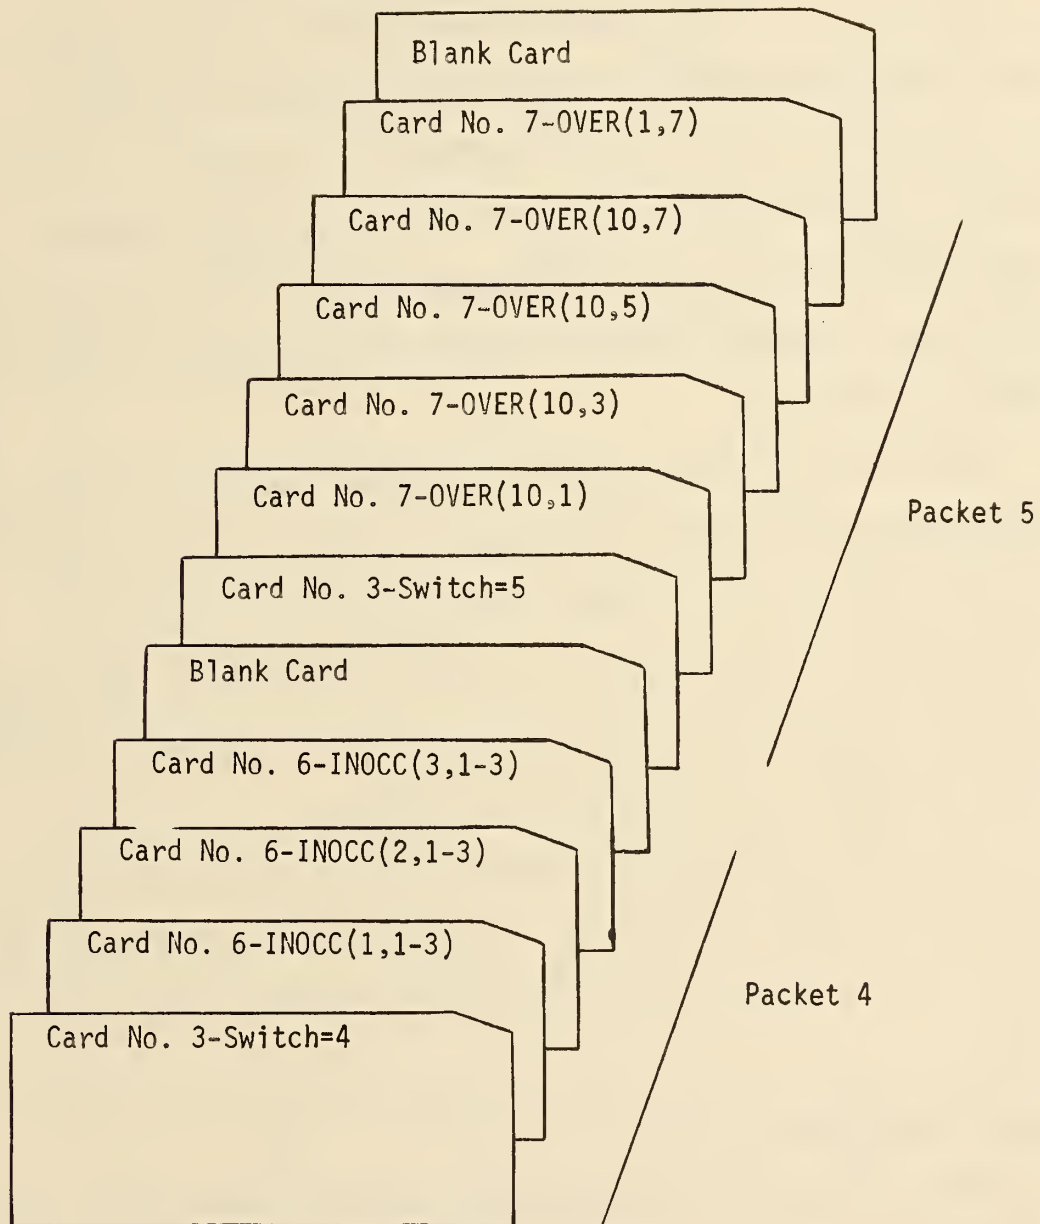 Blank Card
Card No. 7-OVER(1,7)
Card No. 7-OVER(10,7)
Card No. 7-OVER(10,5)
Card No. 7-OVER(10,3)
Card No. 7-OVER(10,1)
Packet 5
Card No. 3-Switch=5
Blank Card
Card No. 6-INOCC(3,1-3)
Card No. 6-INOCC(2,1-3)
Card No. 6-INOCC(1,1-3)
Packet 4
Card No. 3-Switch=4